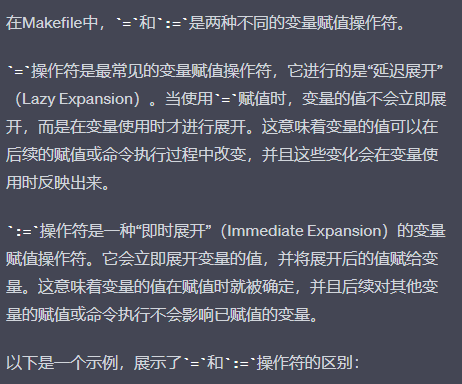 在Makefile中，`=`和`:=`是两种不同的变量赋值操作符。
`=`操作符是最常见的变量赋值操作符，它进行的是“延迟展开”
（Lazy Expansion）。当使用`=`赋值时，变量的值不会立即展
开，而是在变量使用时才进行展开。这意味着变量的值可以在
后续的赋值或命令执行过程中改变，并且这些变化会在变量使
用时反映出来。
`:=`操作符是一种“即时展开”（Immediate Expansion）的变量
赋值操作符。它会立即展开变量的值，并将展开后的值赋给变
量。这意味着变量的值在赋值时就被确定，并且后续对其他变
量的赋值或命令执行不会影响已赋值的变量。
以下是一个示例，展示了`=`和`:=`操作符的区别：